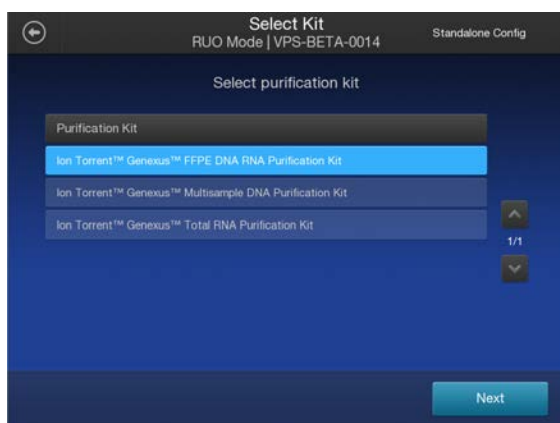 Select Kit
RUO Mode | VPS-BETA-0014
Standalone Config
Select purification kit
Purification Kit
Ion Torrent™ Genexus™ FFPE DNA RNA Purification Kit
Ion Torrent™ Genexus™ Multisample DNA Purification Kit
Ion Torrent™ Genexus™ Total RNA Purification Kit
1/1
Next